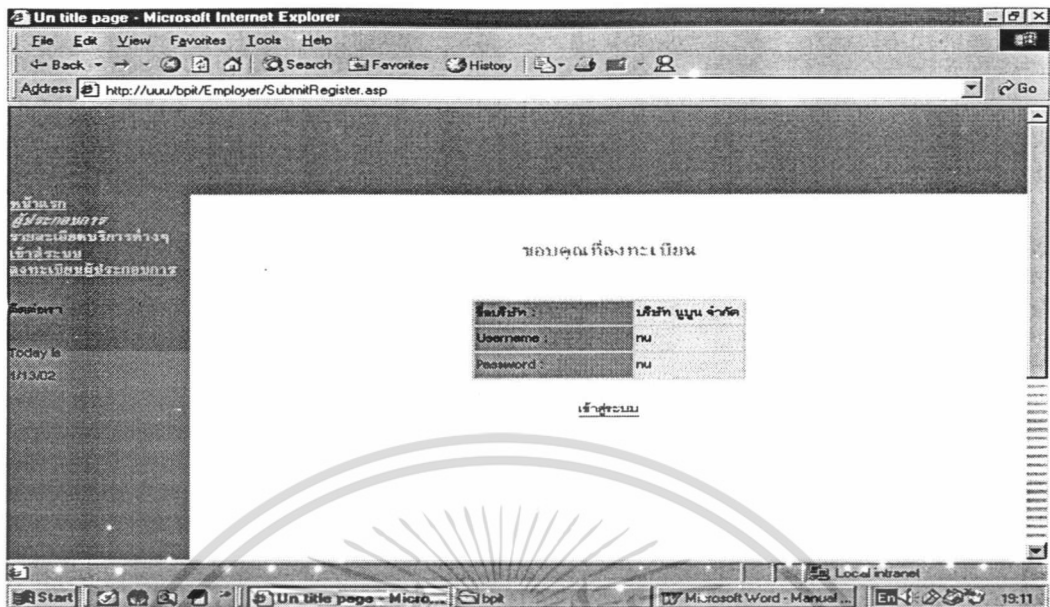 Un title page - Microsoft Internet Explorer
File Edit View Favorites Tools Help
Back Search Favorites History
Address http://uuu/bpit/Employer/SubmitRegister.asp Go
หน้าแรก
ผู้ประกอบการ
รายละเอียดบริการต่างๆ
เข้าสู่ระบบ
ลงทะเบียนผู้ประกอบการ
ติดต่อเรา
Today is
1/13/02
ขอบคุณที่ลงทะเบียน
ชื่อบริษัท : บริษัท นูนูน จำกัด
Username : nu
Password : nu
เข้าสู่ระบบ
Local intranet
Start Un title page - Micro... bpit Microsoft Word - Manual ... En 19:11